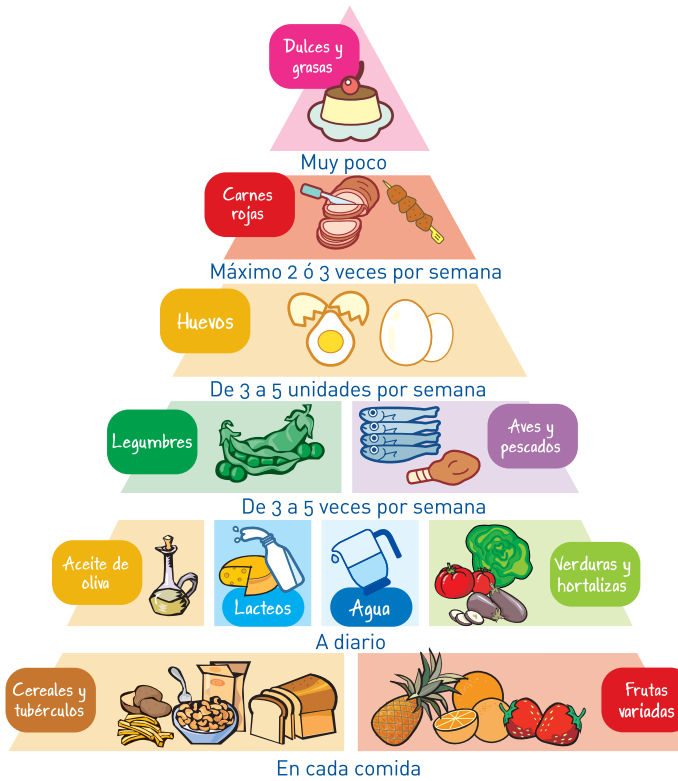 Dulces y
grasas
Muy poco
Carnes
rojas
Máximo 2 ó 3 veces por semana
Huevos
De 3 a 5 unidades por semana
Legumbres
Aves y
pescados
De 3 a 5 veces por semana
Aceite de
oliva
Lacteos
Agua
Verduras y
hortalizas
A diario
Cereales y
tubérculos
Frutas
variadas
En cada comida